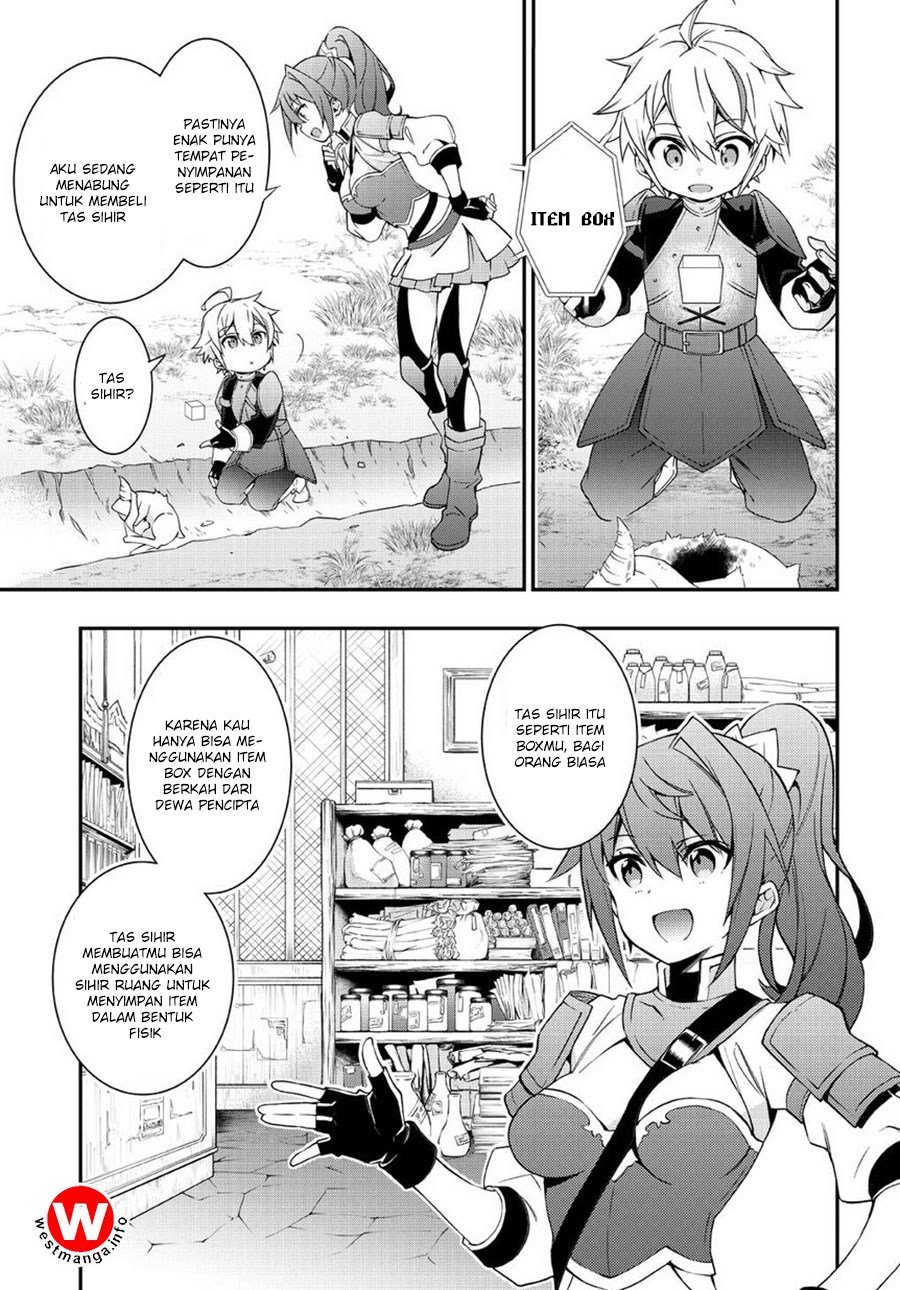 ITEM BOX
PASTINYA
ENAK PUNYA
TEMPAT PE-
NYIMPANAN
SEPERTI ITU
AKU SEDANG
MENABUNG
UNTUK MEMBELI
TAS SIHIR
TAS
SIHIR?
TAS SIHIR ITU
SEPERTI ITEM
BOXMU, BAGI
ORANG BIASA
KARENA KAU
HANYA BISA ME-
NGGUNAKAN ITEM
BOX DENGAN
BERKAH DARI
DEWA PENCIPTA
TAS SIHIR
MEMBUATMU BISA
MENGGUNAKAN
SIHIR RUANG UNTUK
MENYIMPAN ITEM
DALAM BENTUK
FISIK
W
westmanga.info